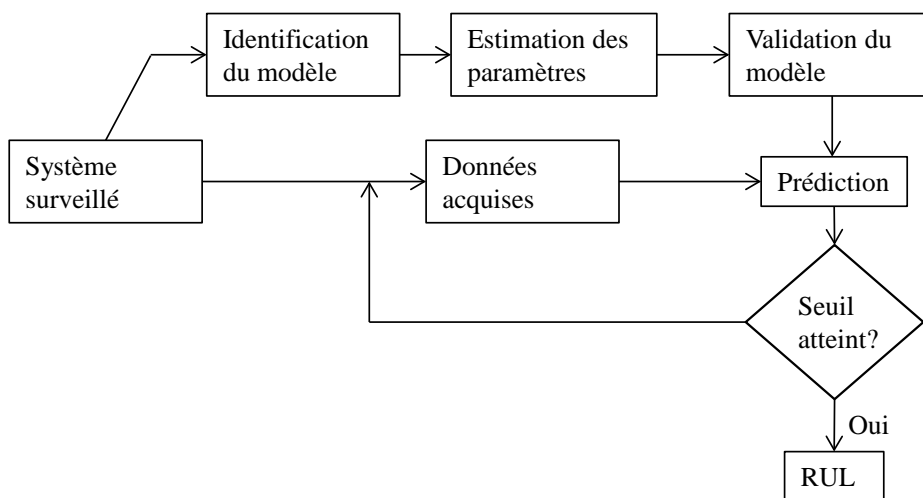 Identification
du modèle
Estimation des
paramètres
Validation du
modèle
Système
surveillé
Données
acquises
Prédiction
Seuil
atteint?
Oui
RUL